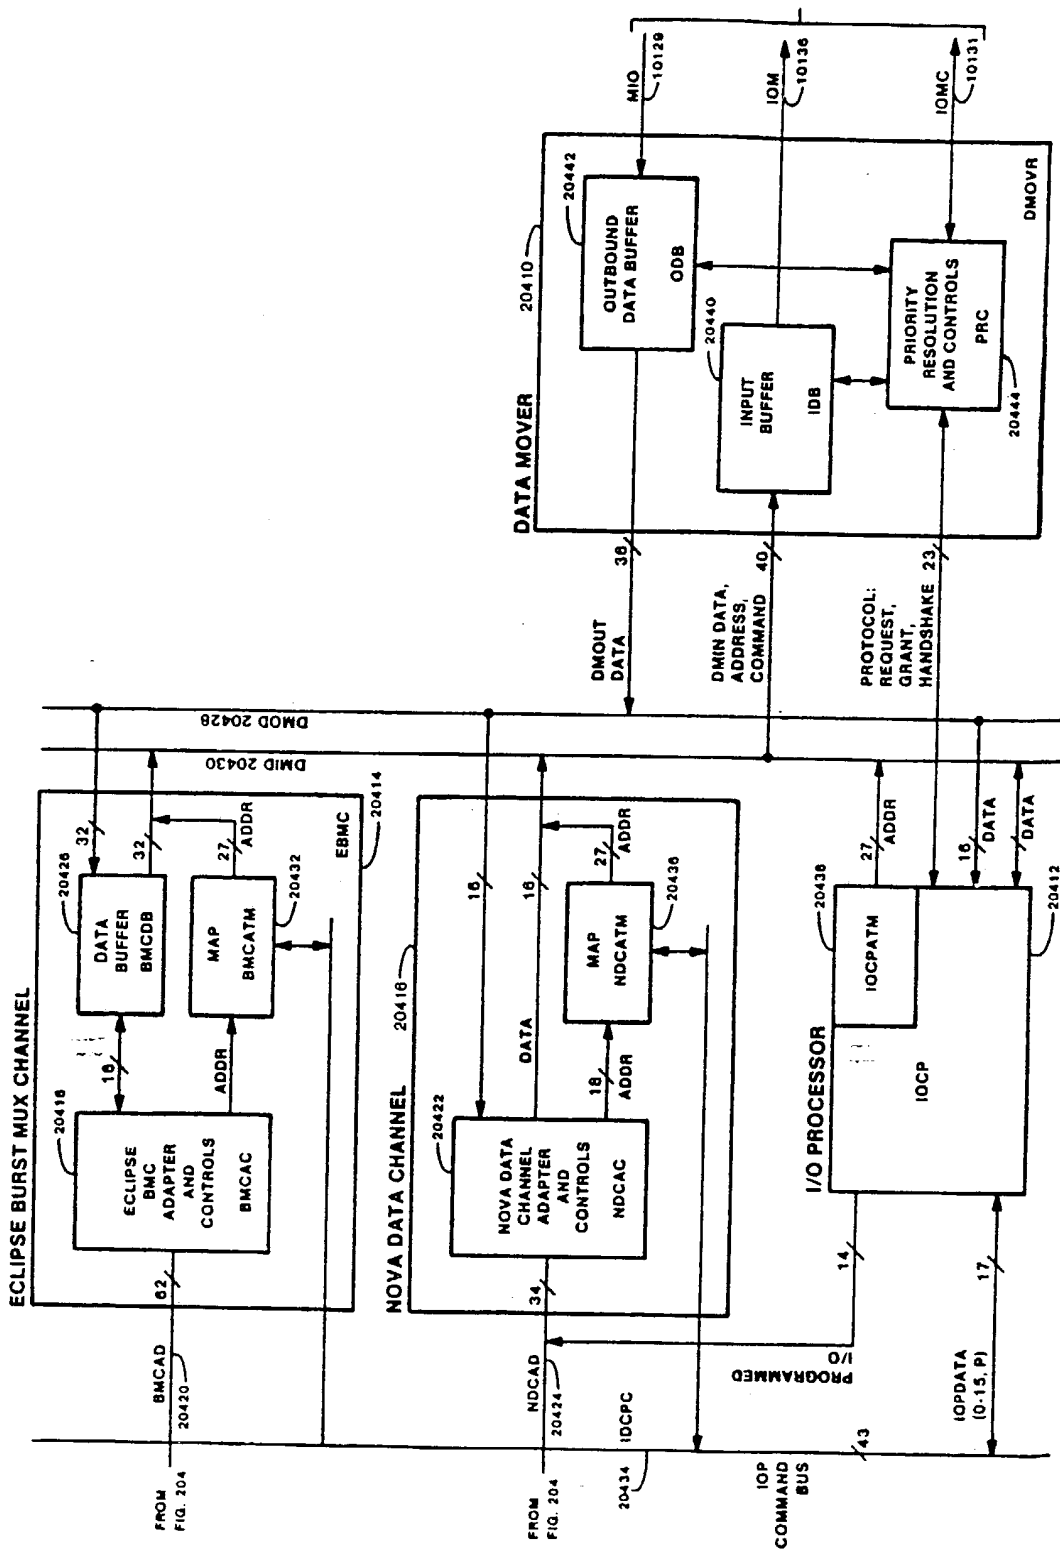 ECLIPSE BURST MUX CHANNEL
FROM
FIG. 204
BMCAD
20420
62
20418
ECLIPSE
BMC
ADAPTER
AND
CONTROLS
BMCAC
16
ADDR
20426
DATA
BUFFER
BMCDB
MAP
BMCATM
20432
32
32
27
ADDR
EBMC
20414
DMID 20430
DMOD 20428
NOVA DATA CHANNEL
20416
FROM
FIG. 204
NDCAD
20424
34
20422
NOVA DATA
CHANNEL
ADAPTER
AND
CONTROLS
NDCAC
16
DATA
16
18
ADDR
MAP
NDCATM
20436
27
ADDR
IDCPC
20434
IOP
COMMAND
BUS
43
PROGRAMMED
I/O
14
IOPDATA
(0-15,P)
17
I/O PROCESSOR
IOCP
IOCPATM
20438
27
ADDR
16
DATA
DATA
20412
DATA MOVER
20410
DMOUT
DATA
36
DMIN DATA,
ADDRESS,
COMMAND
40
PROTOCOL:
REQUEST,
GRANT,
HANDSHAKE
23
OUTBOUND
DATA BUFFER
ODB
20442
20440
INPUT
BUFFER
IDB
PRIORITY
RESOLUTION
AND CONTROLS
PRC
20444
DMOVR
MIO
10129
IOM
10136
IOMC
10131